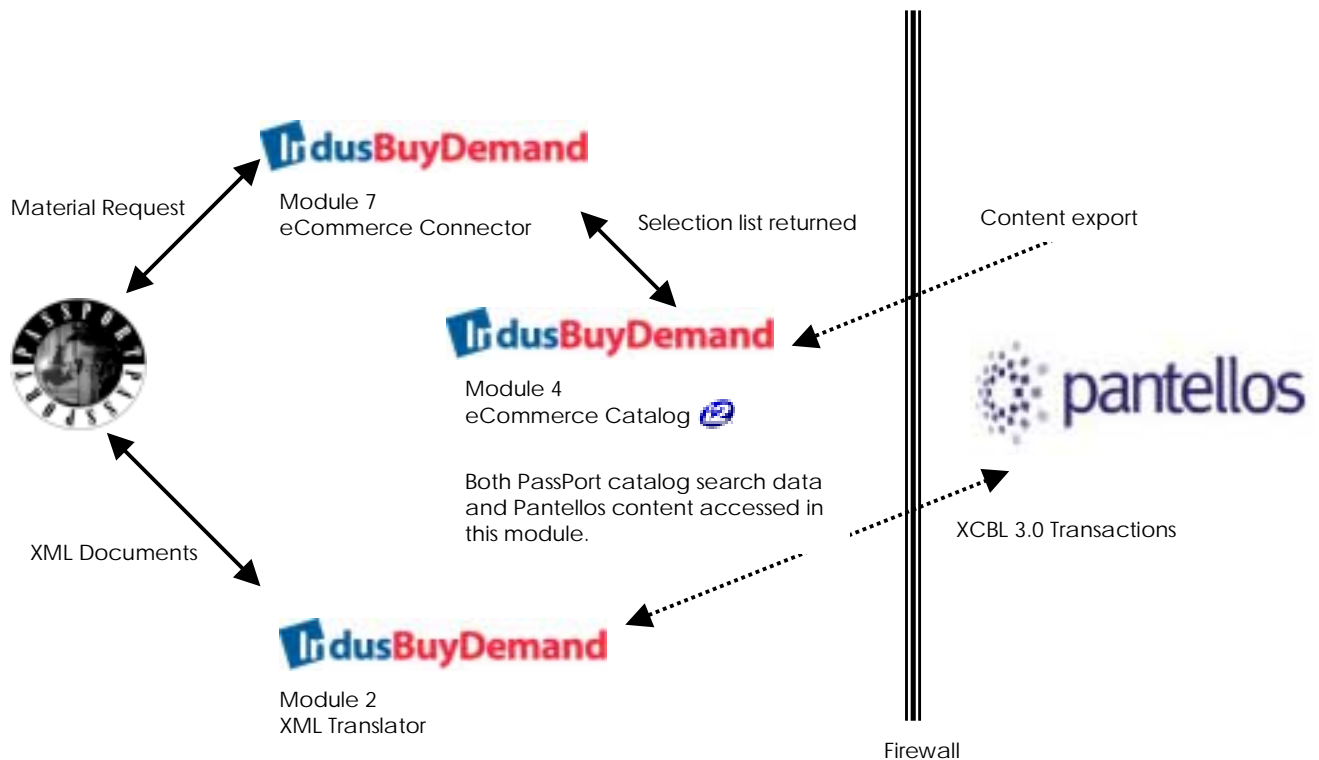 IndusBuyDemand
Module 7
eCommerce Connector
Material Request
Selection list returned
Content export
PASSPORT PASSPORT
IndusBuyDemand
Module 4
eCommerce Catalog
Both PassPort catalog search data
and Pantellos content accessed in
this module.
pantellos
XCBL 3.0 Transactions
XML Documents
IndusBuyDemand
Module 2
XML Translator
Firewall